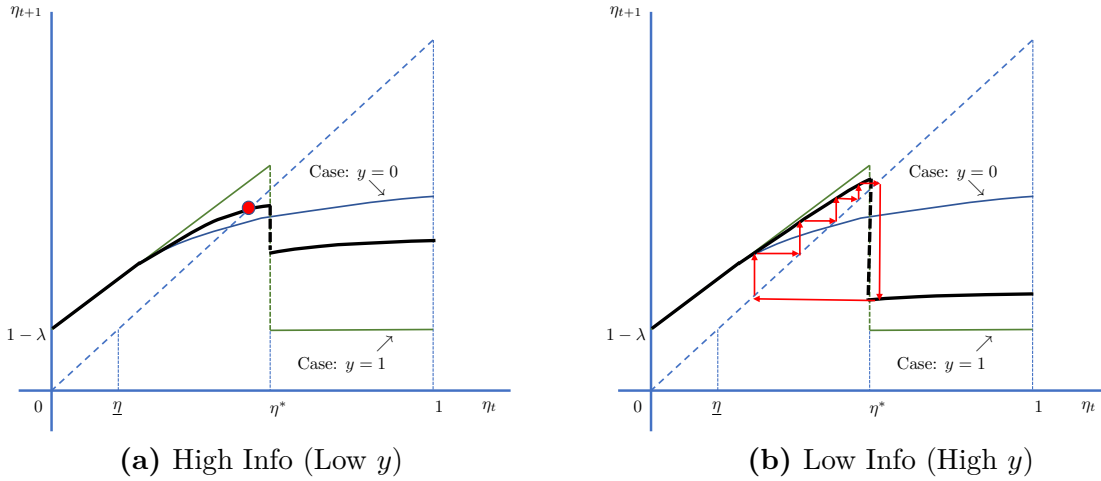 η_{t+1}
Case: y = 0
1 − λ
Case: y = 1
0
η̲
η*
1
η_t
(a) High Info (Low y)
η_{t+1}
Case: y = 0
1 − λ
Case: y = 1
0
η̲
η*
1
η_t
(b) Low Info (High y)